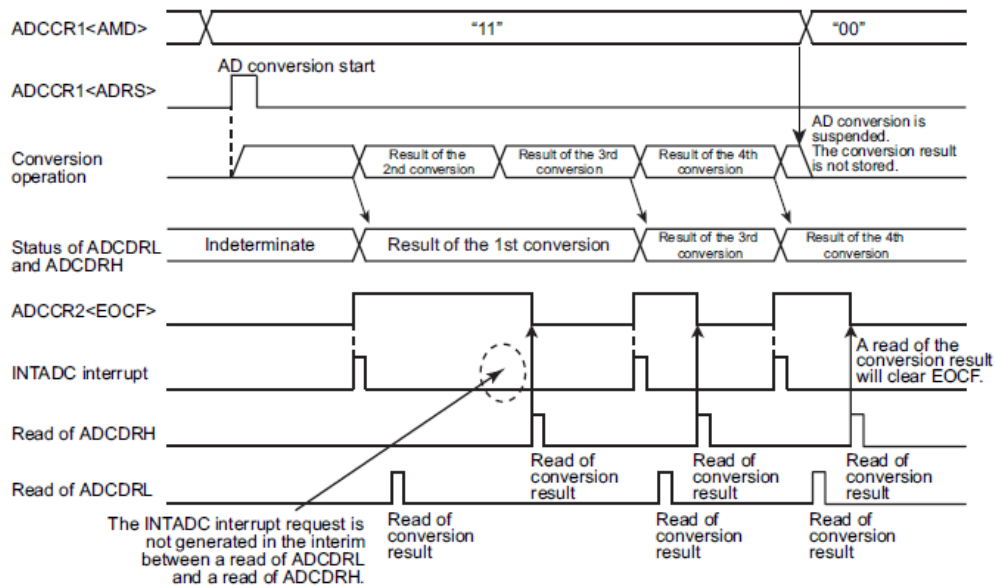 ADCCR1<AMD>
"11"
"00"
AD conversion start
ADCCR1<ADRS>
AD conversion is
suspended.
The conversion result
is not stored.
Conversion
operation
Result of the
2nd conversion
Result of the 3rd
conversion
Result of the 4th
conversion
Status of ADCDRL
and ADCDRH
Indeterminate
Result of the 1st conversion
Result of the 3rd
conversion
Result of the 4th
conversion
ADCCR2<EOCF>
A read of the
conversion result
will clear EOCF.
INTADC interrupt
Read of ADCDRH
Read of
conversion
result
Read of
conversion
result
Read of
conversion
result
Read of ADCDRL
Read of
conversion
result
Read of
conversion
result
Read of
conversion
result
The INTADC interrupt request is
not generated in the interim
between a read of ADCDRL
and a read of ADCDRH.